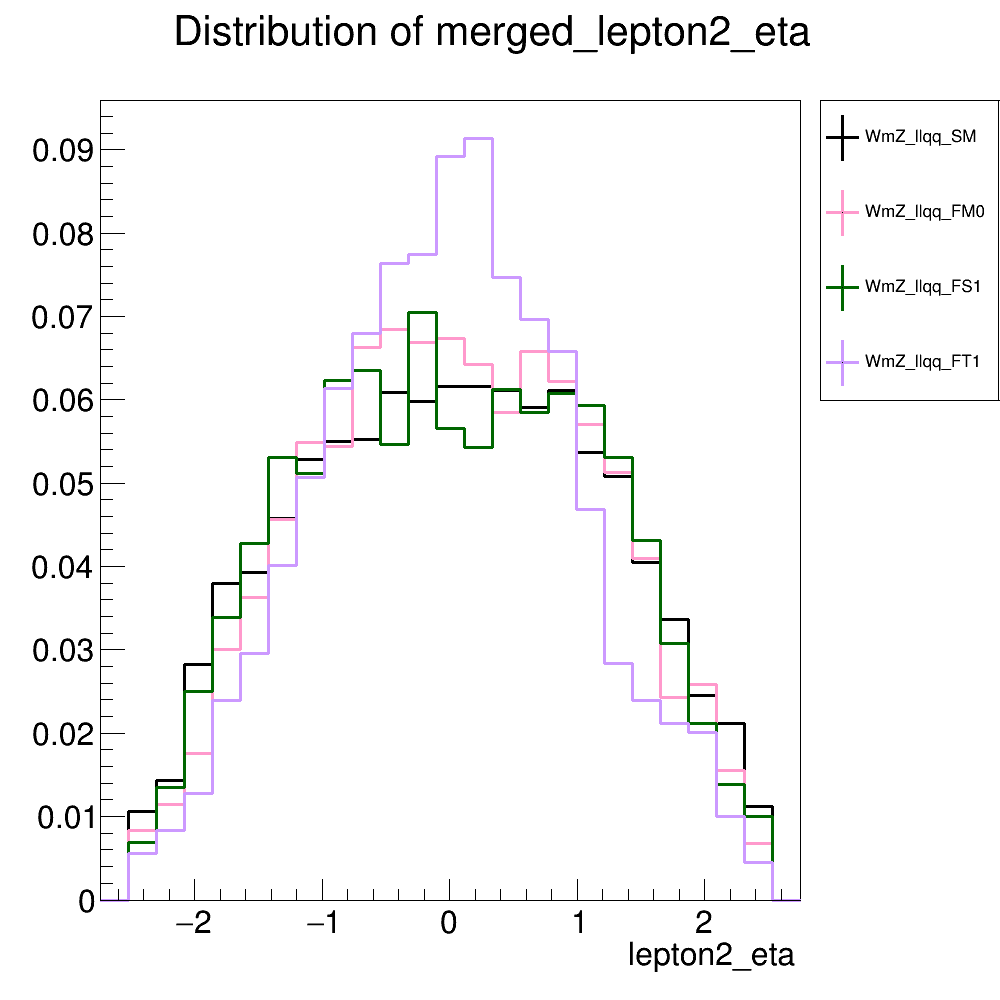 Distribution of merged_lepton2_eta
0.09
0.08
0.07
0.06
0.05
0.04
0.03
0.02
0.01
0
−2 −1 0 1 2
lepton2_eta
WmZ_llqq_SM
WmZ_llqq_FM0
WmZ_llqq_FS1
WmZ_llqq_FT1